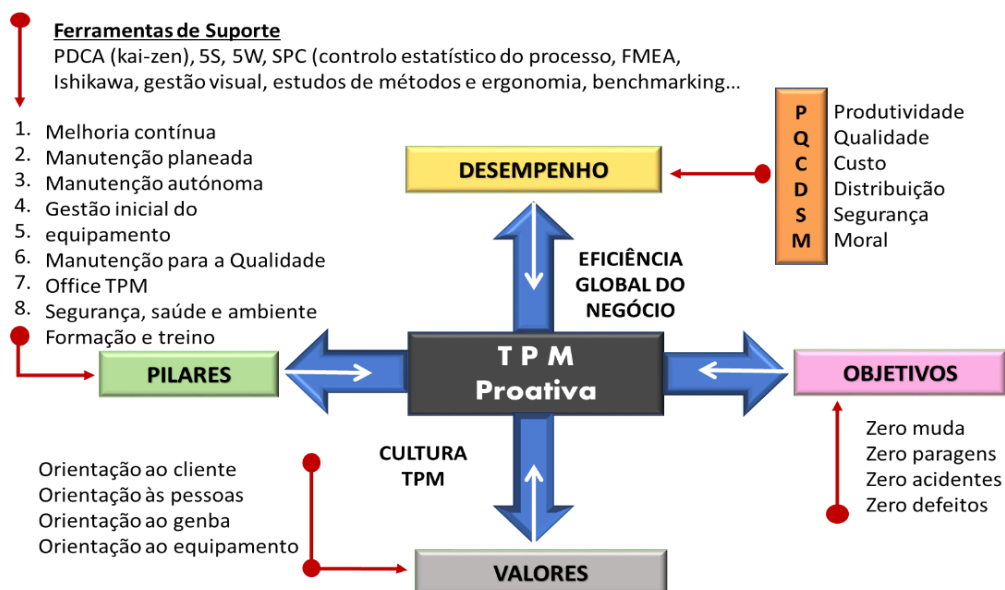 Ferramentas de Suporte
PDCA (kai-zen), 5S, 5W, SPC (controlo estatístico do processo, FMEA,
Ishikawa, gestão visual, estudos de métodos e ergonomia, benchmarking...
1. Melhoria contínua
2. Manutenção planeada
3. Manutenção autónoma
4. Gestão inicial do
5. equipamento
6. Manutenção para a Qualidade
7. Office TPM
8. Segurança, saúde e ambiente
Formação e treino
PILARES
DESEMPENHO
P Produtividade
Q Qualidade
C Custo
D Distribuição
S Segurança
M Moral
EFICIÊNCIA
GLOBAL DO
NEGÓCIO
T P M
Proativa
OBJETIVOS
Zero muda
Zero paragens
Zero acidentes
Zero defeitos
CULTURA
TPM
Orientação ao cliente
Orientação às pessoas
Orientação ao genba
Orientação ao equipamento
VALORES